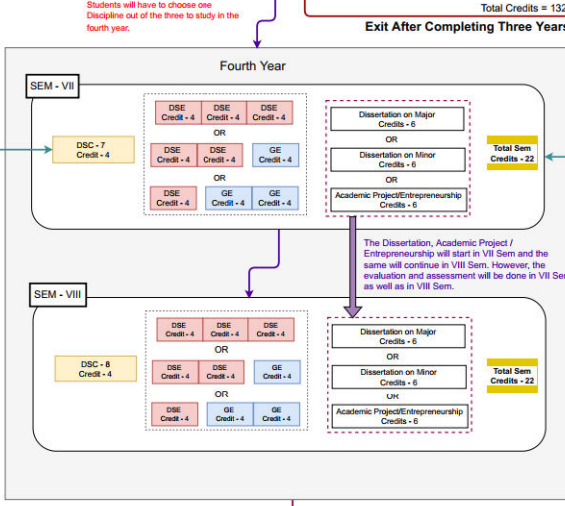 Students will have to choose one
Discipline out of the three to study in the
fourth year.
Total Credits = 132
Exit After Completing Three Years
Fourth Year
SEM - VII
DSC - 7
Credit - 4
DSE
Credit - 4
DSE
Credit - 4
DSE
Credit - 4
OR
DSE
Credit - 4
DSE
Credit - 4
GE
Credit - 4
OR
DSE
Credit - 4
GE
Credit - 4
GE
Credit - 4
Dissertation on Major
Credits - 6
OR
Dissertation on Minor
Credits - 6
OR
Academic Project/Entrepreneurship
Credits - 6
Total Sem
Credits - 22
The Dissertation, Academic Project /
Entrepreneurship will start in VII Sem and the
same will continue in VIII Sem. However, the
evaluation and assessment will be done in VII Sem
as well as in VIII Sem.
SEM - VIII
DSC - 8
Credit - 4
DSE
Credit - 4
DSE
Credit - 4
DSE
Credit - 4
OR
DSE
Credit - 4
DSE
Credit - 4
GE
Credit - 4
OR
DSE
Credit - 4
GE
Credit - 4
GE
Credit - 4
Dissertation on Major
Credits - 6
OR
Dissertation on Minor
Credits - 6
OR
Academic Project/Entrepreneurship
Credits - 6
Total Sem
Credits - 22